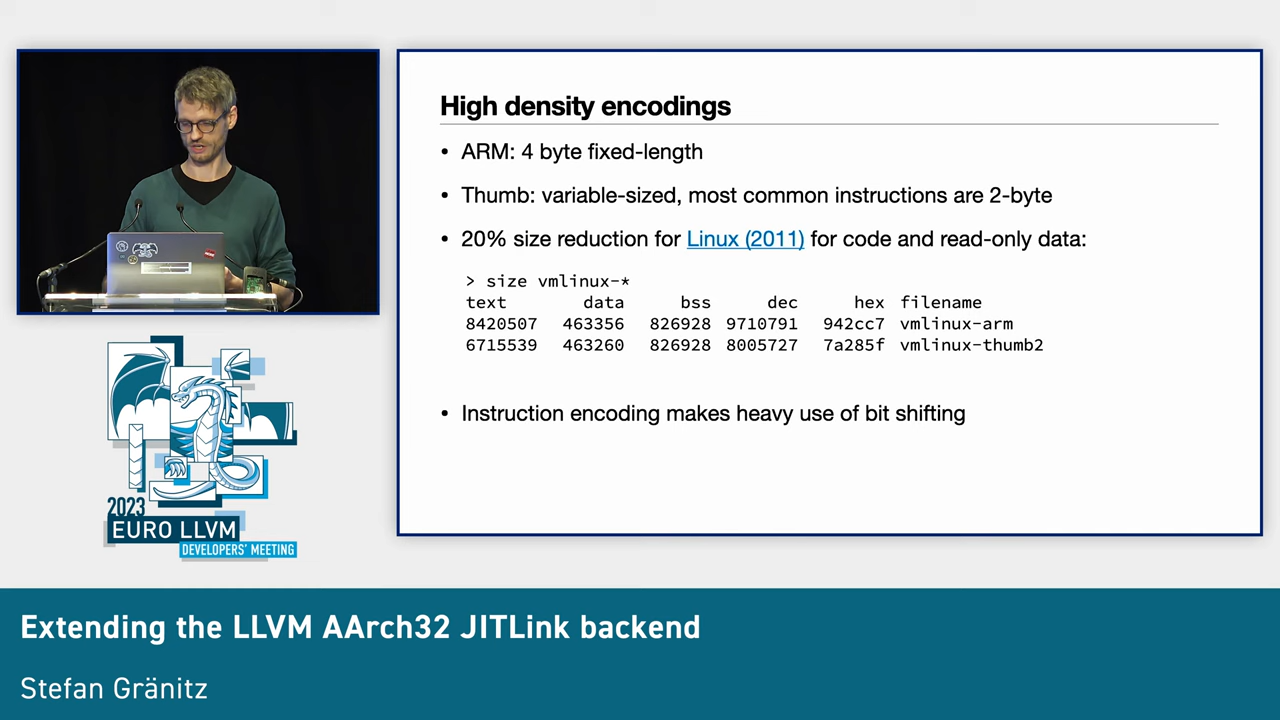 High density encodings
• ARM: 4 byte fixed-length
• Thumb: variable-sized, most common instructions are 2-byte
• 20% size reduction for Linux (2011) for code and read-only data:
> size vmlinux-*
text data bss dec hex filename
8420507 463356 826928 9710791 942cc7 vmlinux-arm
6715539 463260 826928 8005727 7a285f vmlinux-thumb2
• Instruction encoding makes heavy use of bit shifting
2023
EURO LLVM
DEVELOPERS' MEETING
Extending the LLVM AArch32 JITLink backend
Stefan Gränitz